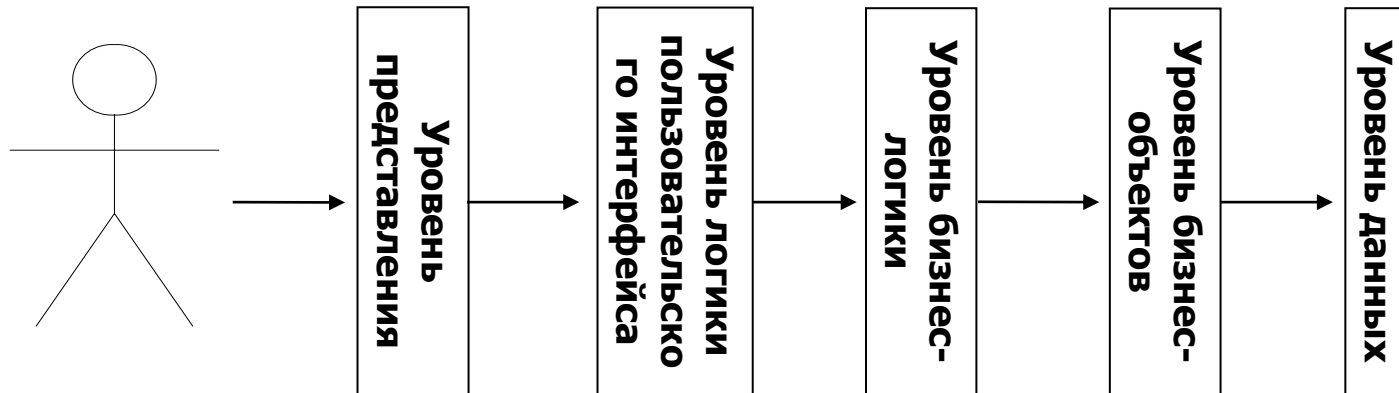 Уровень
представления
Уровень логики
пользовательско
го интерфейса
Уровень бизнес-
логики
Уровень бизнес-
объектов
Уровень данных